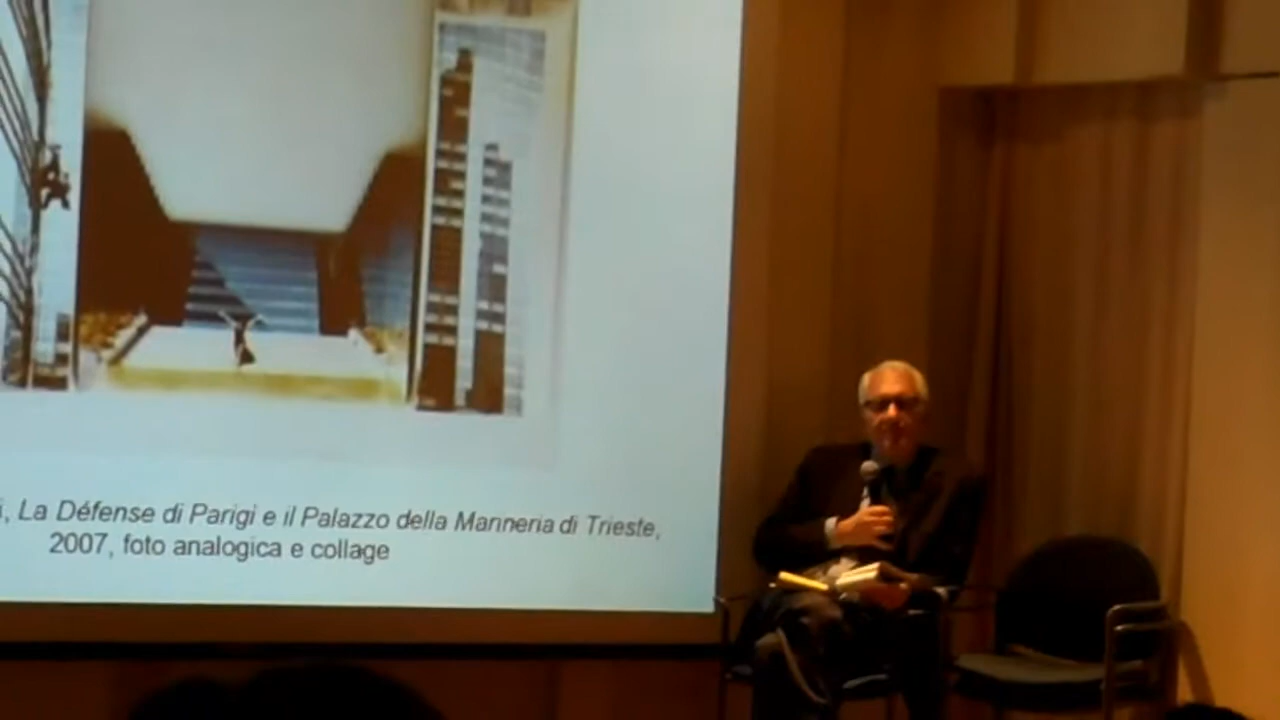 , La Défense di Parigi e il Palazzo della Marineria di Trieste,
2007, foto analogica e collage